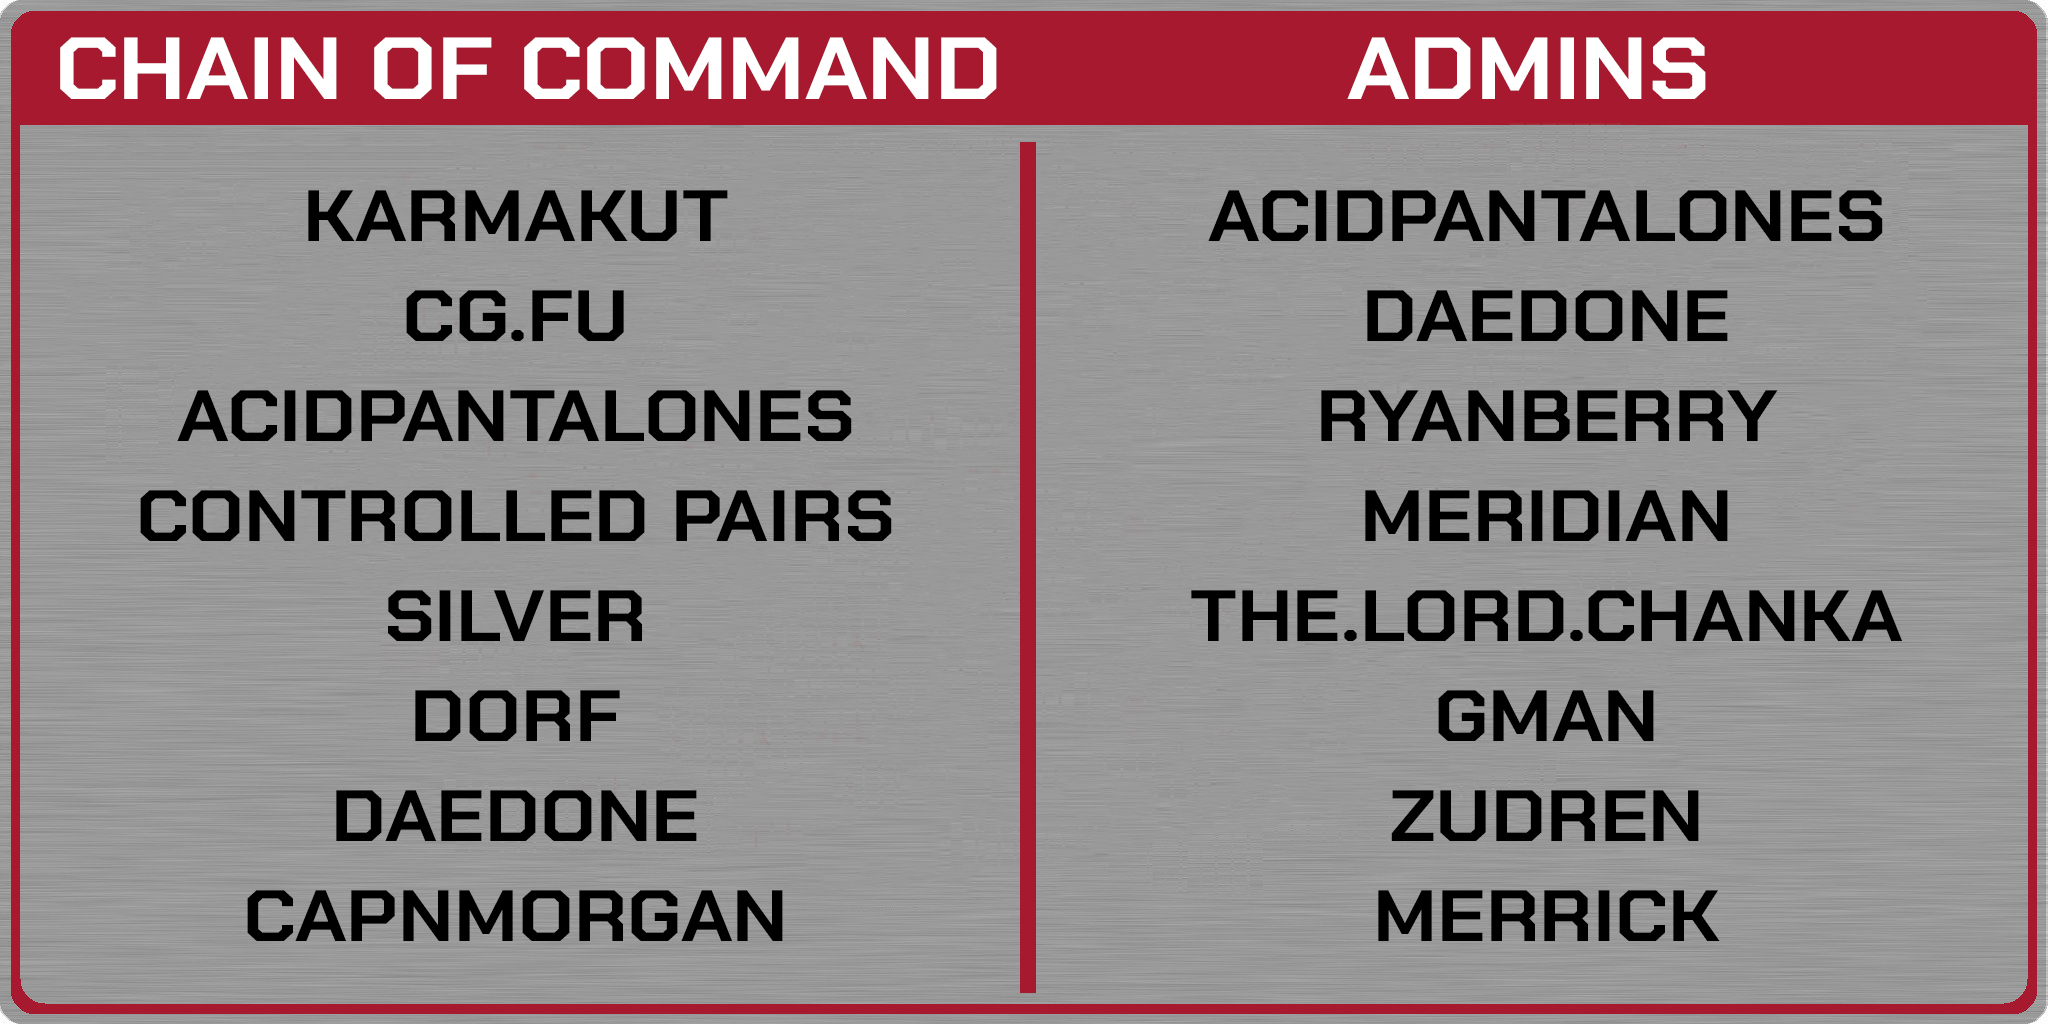 CHAIN OF COMMAND
KARMAKUT
CG.FU
ACIDPANTALONES
CONTROLLED PAIRS
SILVER
DORF
DAEDONE
CAPNMORGAN
ADMINS
ACIDPANTALONES
DAEDONE
RYANBERRY
MERIDIAN
THE.LORD.CHANKA
GMAN
ZUDREN
MERRICK